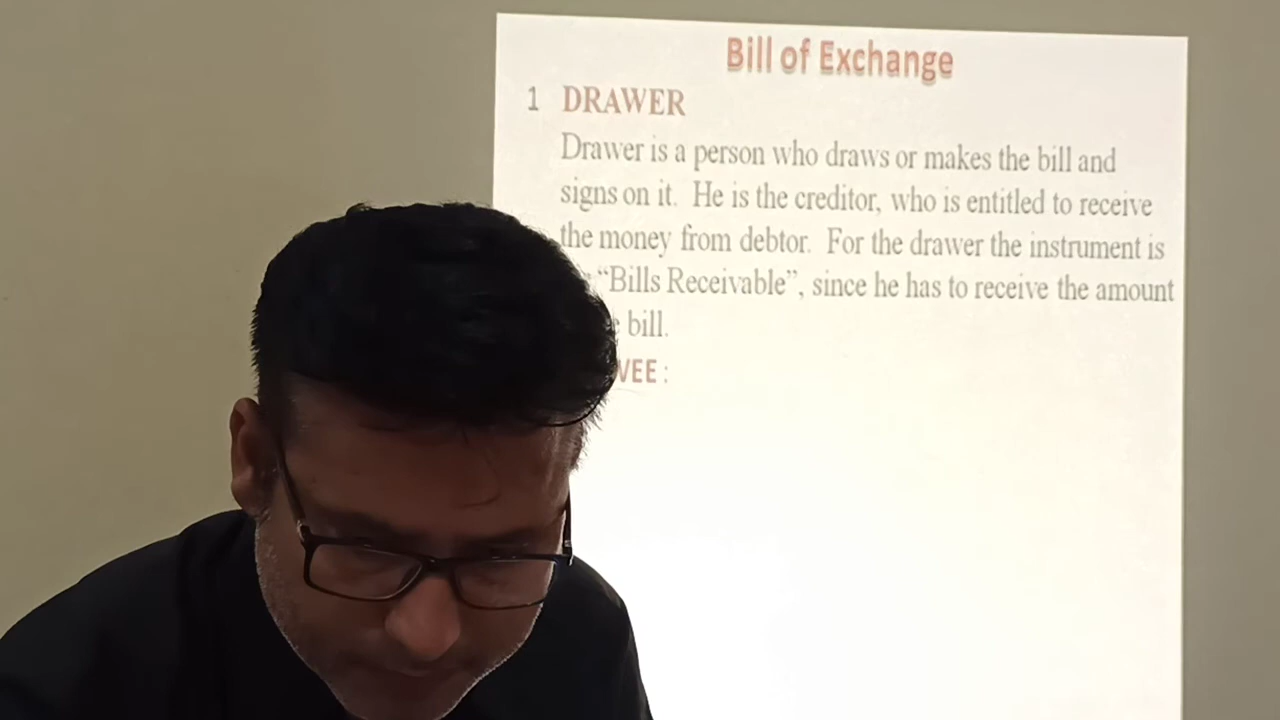 Bill of Exchange
1 DRAWER
Drawer is a person who draws or makes the bill and
signs on it. He is the creditor, who is entitled to receive
the money from debtor. For the drawer the instrument is
“Bills Receivable”, since he has to receive the amount
bill.
VEE :